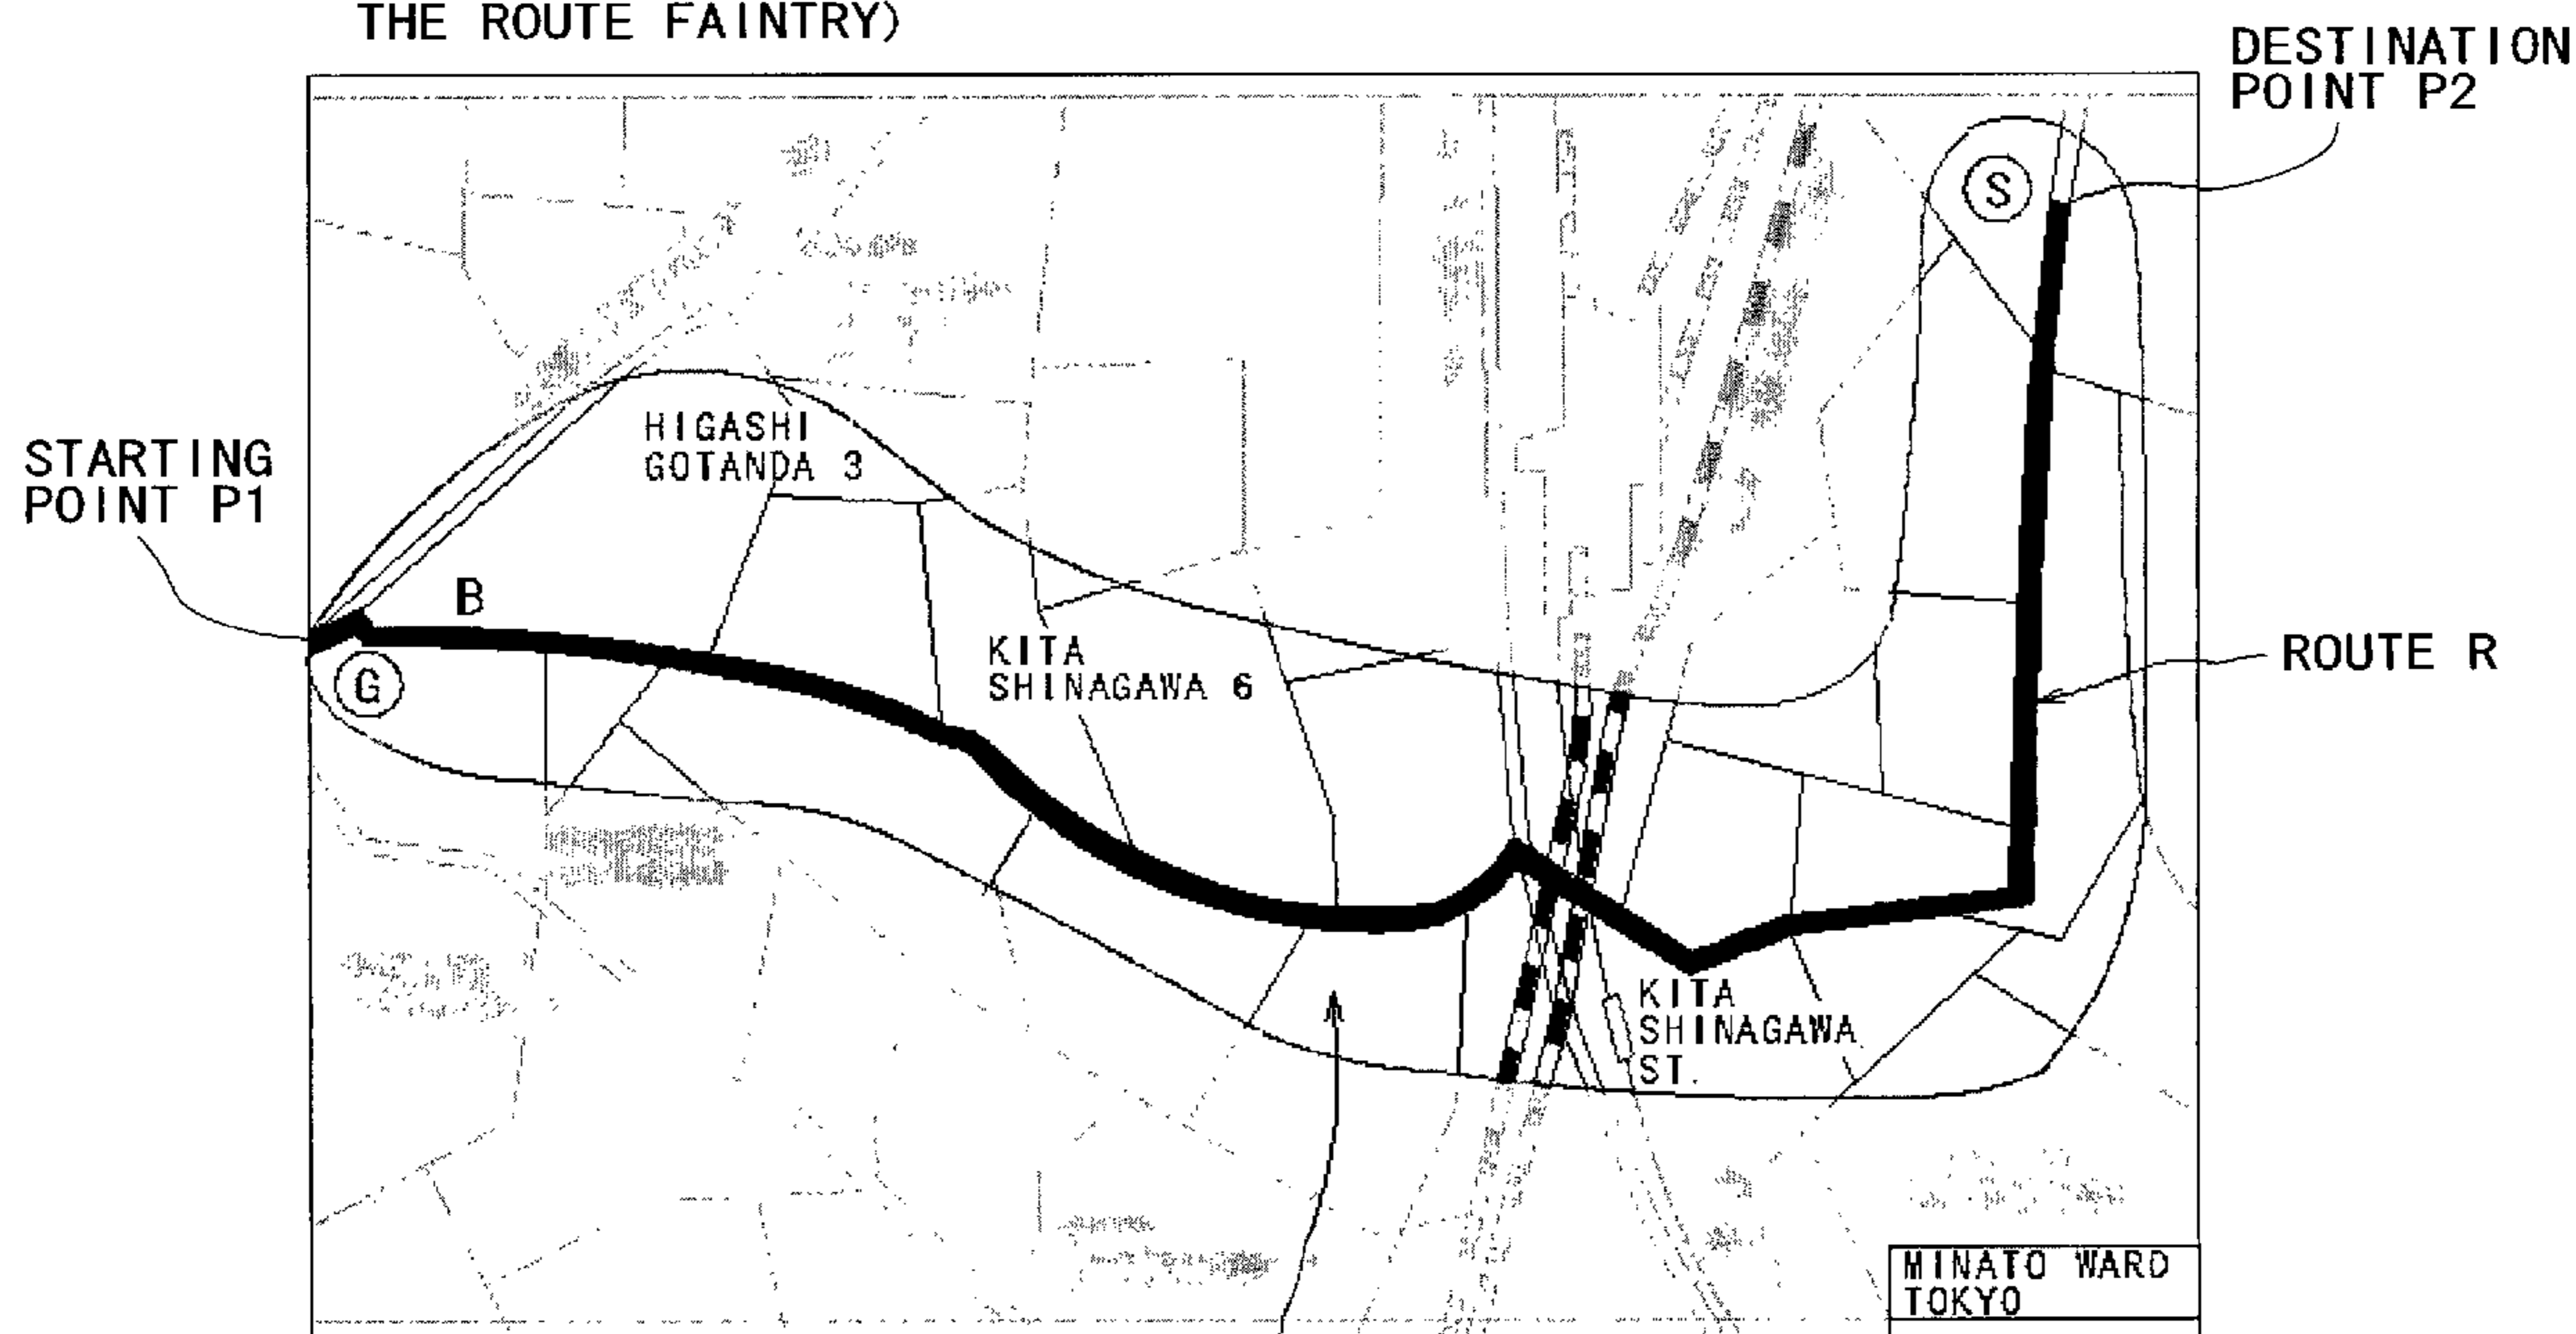 THE ROUTE FAINTRY)
DESTINATION
POINT P2
S
STARTING
POINT P1
HIGASHI
GOTANDA 3
B
G
KITA
SHINAGAWA 6
ROUTE R
KITA
SHINAGAWA
ST.
MINATO WARD
TOKYO